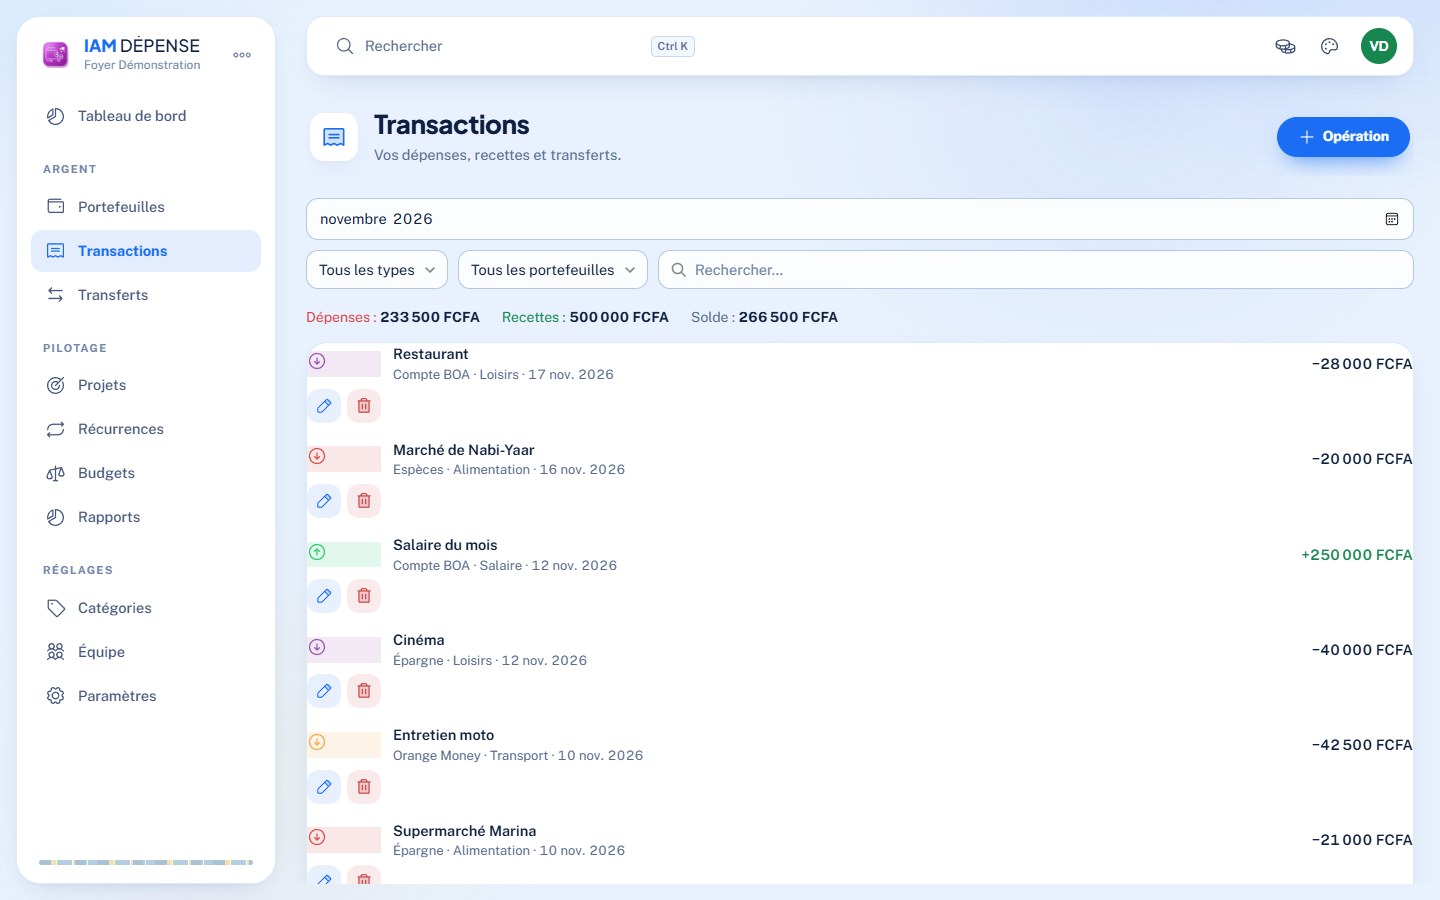 IAM DÉPENSE
Foyer Démonstration
Tableau de bord
ARGENT
Portefeuilles
Transactions
Transferts
PILOTAGE
Projets
Récurrences
Budgets
Rapports
RÉGLAGES
Catégories
Équipe
Paramètres
Rechercher
Ctrl K
VD
Transactions
Vos dépenses, recettes et transferts.
Opération
novembre 2026
Tous les types
Tous les portefeuilles
Rechercher...
Dépenses : 233 500 FCFA Recettes : 500 000 FCFA Solde : 266 500 FCFA
Restaurant
Compte BOA · Loisirs · 17 nov. 2026
−28 000 FCFA
Marché de Nabi-Yaar
Espèces · Alimentation · 16 nov. 2026
−20 000 FCFA
Salaire du mois
Compte BOA · Salaire · 12 nov. 2026
+250 000 FCFA
Cinéma
Épargne · Loisirs · 12 nov. 2026
−40 000 FCFA
Entretien moto
Orange Money · Transport · 10 nov. 2026
−42 500 FCFA
Supermarché Marina
Épargne · Alimentation · 10 nov. 2026
−21 000 FCFA